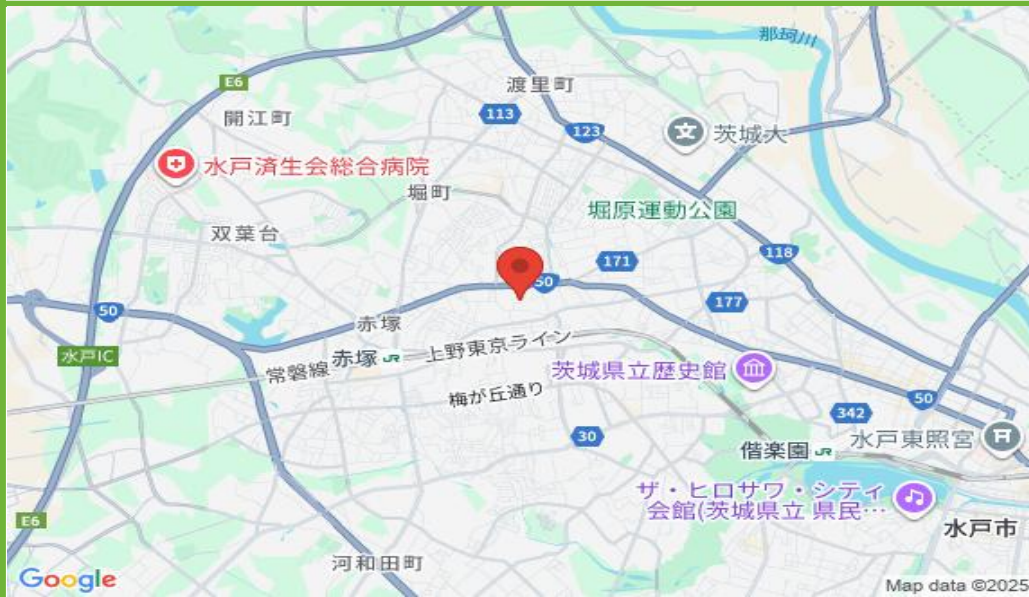 那珂川
E6
渡里町
開江町
113
123
茨城大
水戸済生会総合病院
堀町
堀原運動公園
双葉台
171
118
50
177
50
赤塚
水戸IC
赤塚 JR
上野東京ライン
常磐線
茨城県立歴史館
梅が丘通り
50
342
30
水戸東照宮
偕楽園 JR
ザ・ヒロサワ・シティ
会館(茨城県立 県民…
E6
水戸市
河和田町
Google
Map data ©2025